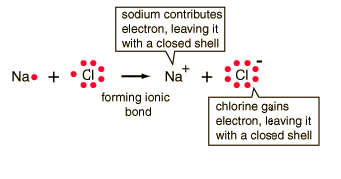 sodium contributes
electron, leaving it
with a closed shell
Na + Cl → Na+ + Cl-
forming ionic
bond
chlorine gains
electron, leaving it
with a closed shell